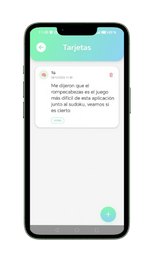 Tarjetas
Yo
Me dijeron que el
rompecabezas es el juego
más difícil de esta aplicación
junto al sudoku, veamos si
es cierto